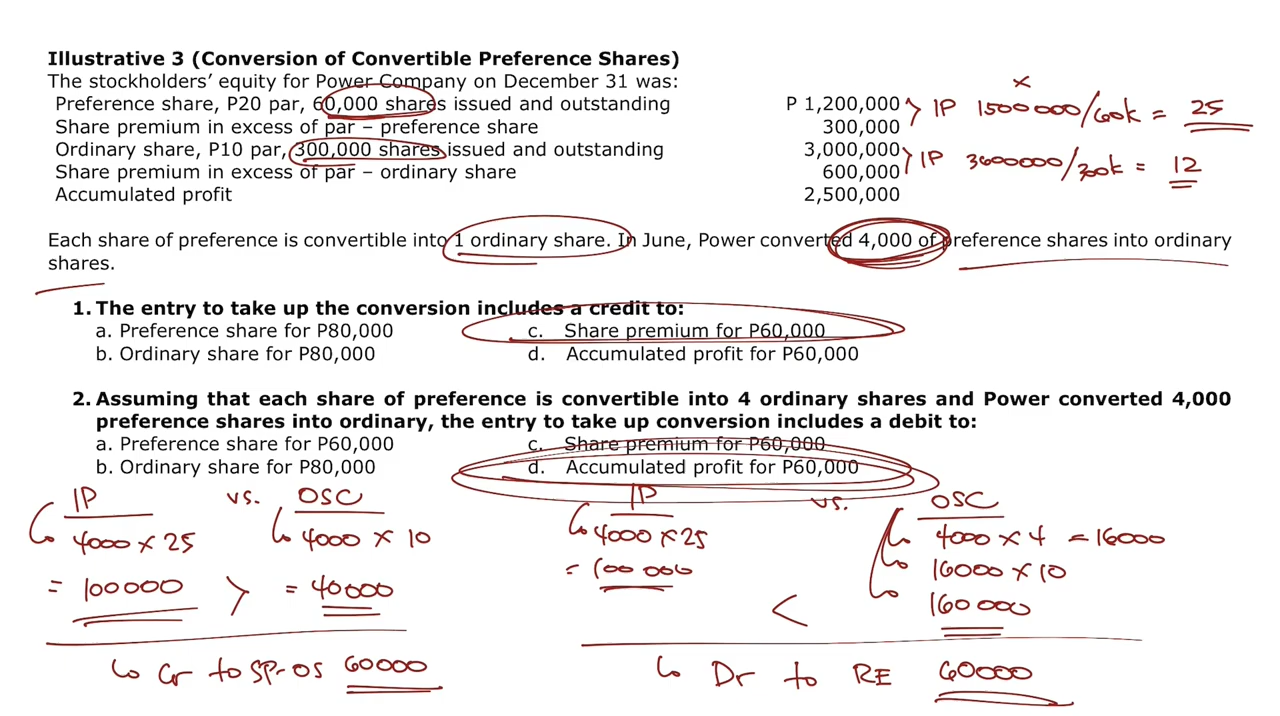 Illustrative 3 (Conversion of Convertible Preference Shares)
The stockholders' equity for Power Company on December 31 was:
Preference share, P20 par, 60,000 shares issued and outstanding P 1,200,000
Share premium in excess of par – preference share 300,000
Ordinary share, P10 par, 300,000 shares issued and outstanding 3,000,000
Share premium in excess of par – ordinary share 600,000
Accumulated profit 2,500,000
x
> IP 1500000/60k = 25
> IP 3600000/300k = 12
Each share of preference is convertible into 1 ordinary share. In June, Power converted 4,000 of preference shares into ordinary
shares.
1. The entry to take up the conversion includes a credit to:
a. Preference share for P80,000 c. Share premium for P60,000
b. Ordinary share for P80,000 d. Accumulated profit for P60,000
2. Assuming that each share of preference is convertible into 4 ordinary shares and Power converted 4,000
preference shares into ordinary, the entry to take up conversion includes a debit to:
a. Preference share for P60,000 c. Share premium for P60,000
b. Ordinary share for P80,000 d. Accumulated profit for P60,000
IP vs. OSC
4000 x 25 4000 x 10
= 100000 > = 40000
Cr to SP-OS 60000
IP vs. OSC
4000 x 25 4000 x 4 = 16000
= 100 000 16000 x 10
< 160 000
Dr to RE 60000